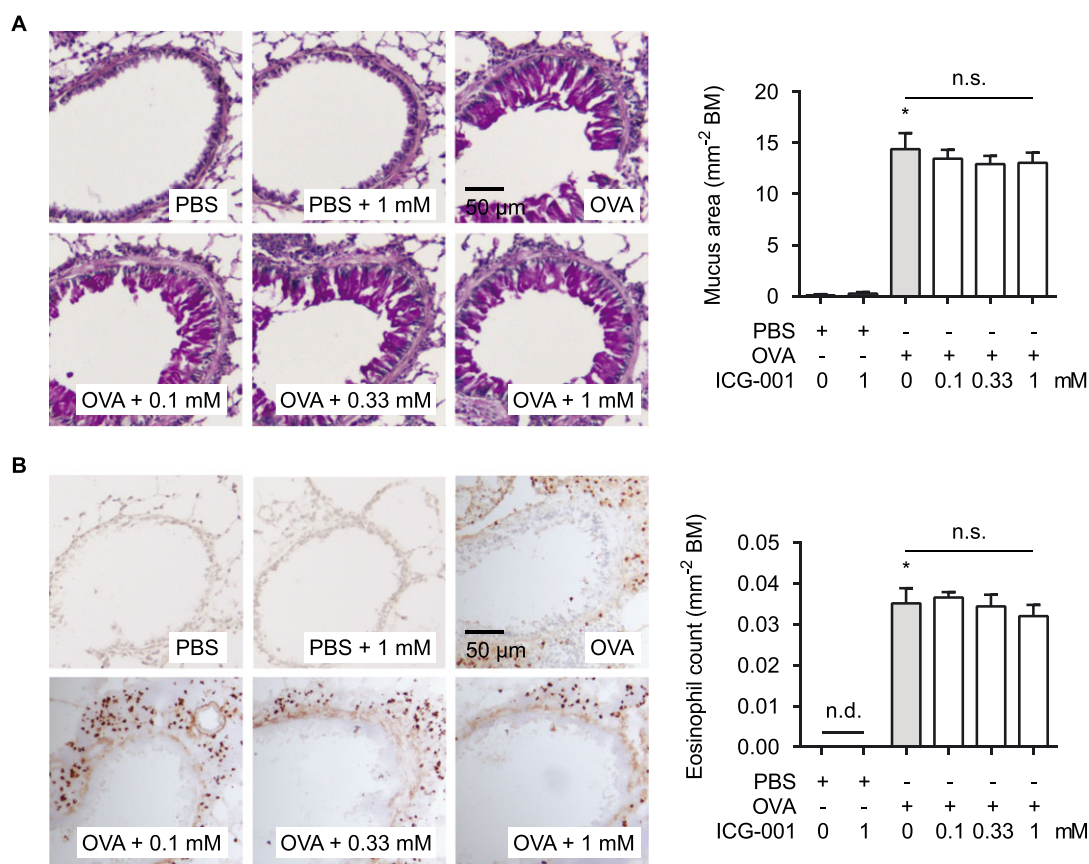 A
PBS
PBS + 1 mM
50 µm
OVA
OVA + 0.1 mM
OVA + 0.33 mM
OVA + 1 mM
n.s.
*
Mucus area (mm⁻² BM)
20
15
10
5
0
PBS + + - - - -
OVA - - + + + +
ICG-001 0 1 0 0.1 0.33 1 mM
B
PBS
PBS + 1 mM
50 µm
OVA
OVA + 0.1 mM
OVA + 0.33 mM
OVA + 1 mM
n.s.
*
n.d.
Eosinophil count (mm⁻² BM)
0.05
0.04
0.03
0.02
0.01
0.00
PBS + + - - - -
OVA - - + + + +
ICG-001 0 1 0 0.1 0.33 1 mM